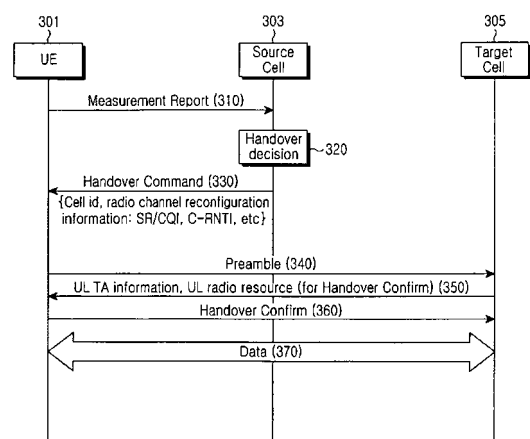 301
303
305
UE
Source
Cell
Target
Cell
Measurement Report (310)
Handover
decision
320
Handover Command (330)
{Cell id, radio channel reconfiguration
information: SR/CQI, C-RNTI, etc}
Preamble (340)
UL TA information, UL radio resource (for Handover Confirm) (350)
Handover Confirm (360)
Data (370)